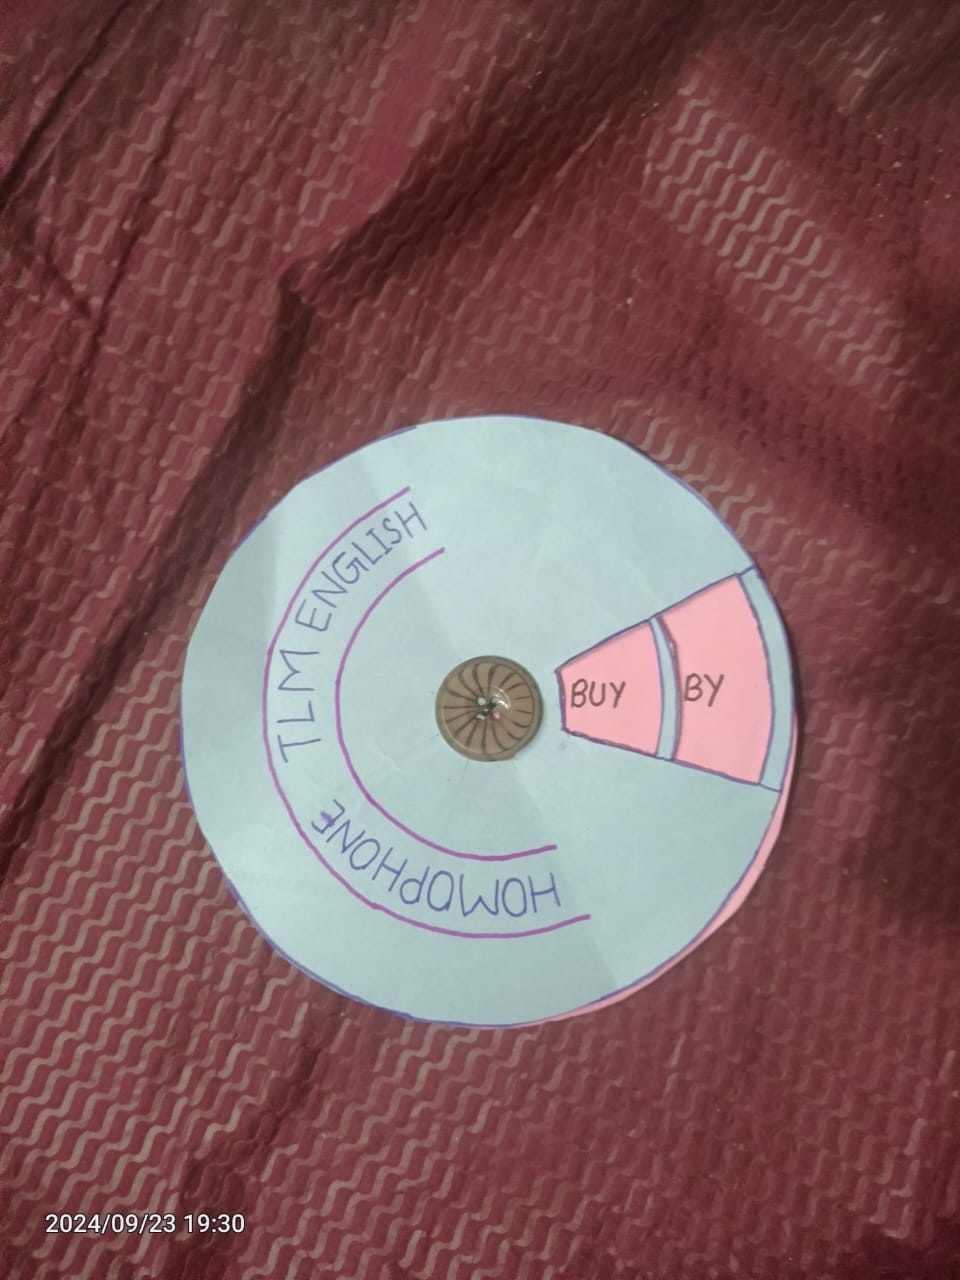 HOMOPHONE TLM ENGLISH
BUY BY
2024/09/23 19:30